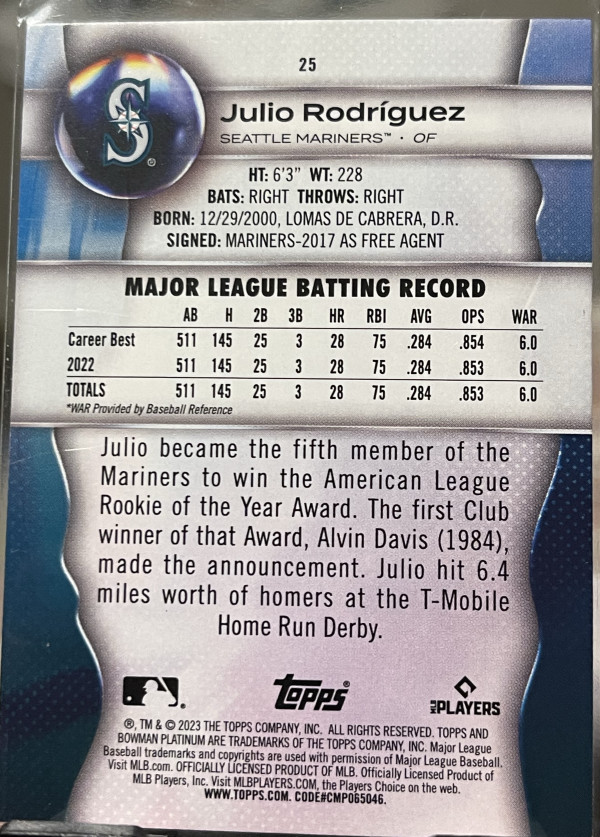 25
S®
Julio Rodríguez
SEATTLE MARINERS™ · OF
HT: 6'3" WT: 228
BATS: RIGHT THROWS: RIGHT
BORN: 12/29/2000, LOMAS DE CABRERA, D.R.
SIGNED: MARINERS-2017 AS FREE AGENT
MAJOR LEAGUE BATTING RECORD
AB H 2B 3B HR RBI AVG OPS WAR
Career Best 511 145 25 3 28 75 .284 .854 6.0
2022 511 145 25 3 28 75 .284 .853 6.0
TOTALS 511 145 25 3 28 75 .284 .853 6.0
*WAR Provided by Baseball Reference
Julio became the fifth member of the
Mariners to win the American League
Rookie of the Year Award. The first Club
winner of that Award, Alvin Davis (1984),
made the announcement. Julio hit 6.4
miles worth of homers at the T-Mobile
Home Run Derby.
® topps® MLB PLAYERS
®, TM & © 2023 THE TOPPS COMPANY, INC. ALL RIGHTS RESERVED. TOPPS AND
BOWMAN PLATINUM ARE TRADEMARKS OF THE TOPPS COMPANY, INC. Major League
Baseball trademarks and copyrights are used with permission of Major League Baseball.
Visit MLB.com. OFFICIALLY LICENSED PRODUCT OF MLB. Officially Licensed Product of
MLB Players, Inc. Visit MLBPLAYERS.COM, the Players Choice on the web.
WWW.TOPPS.COM. CODE#CMP065046.